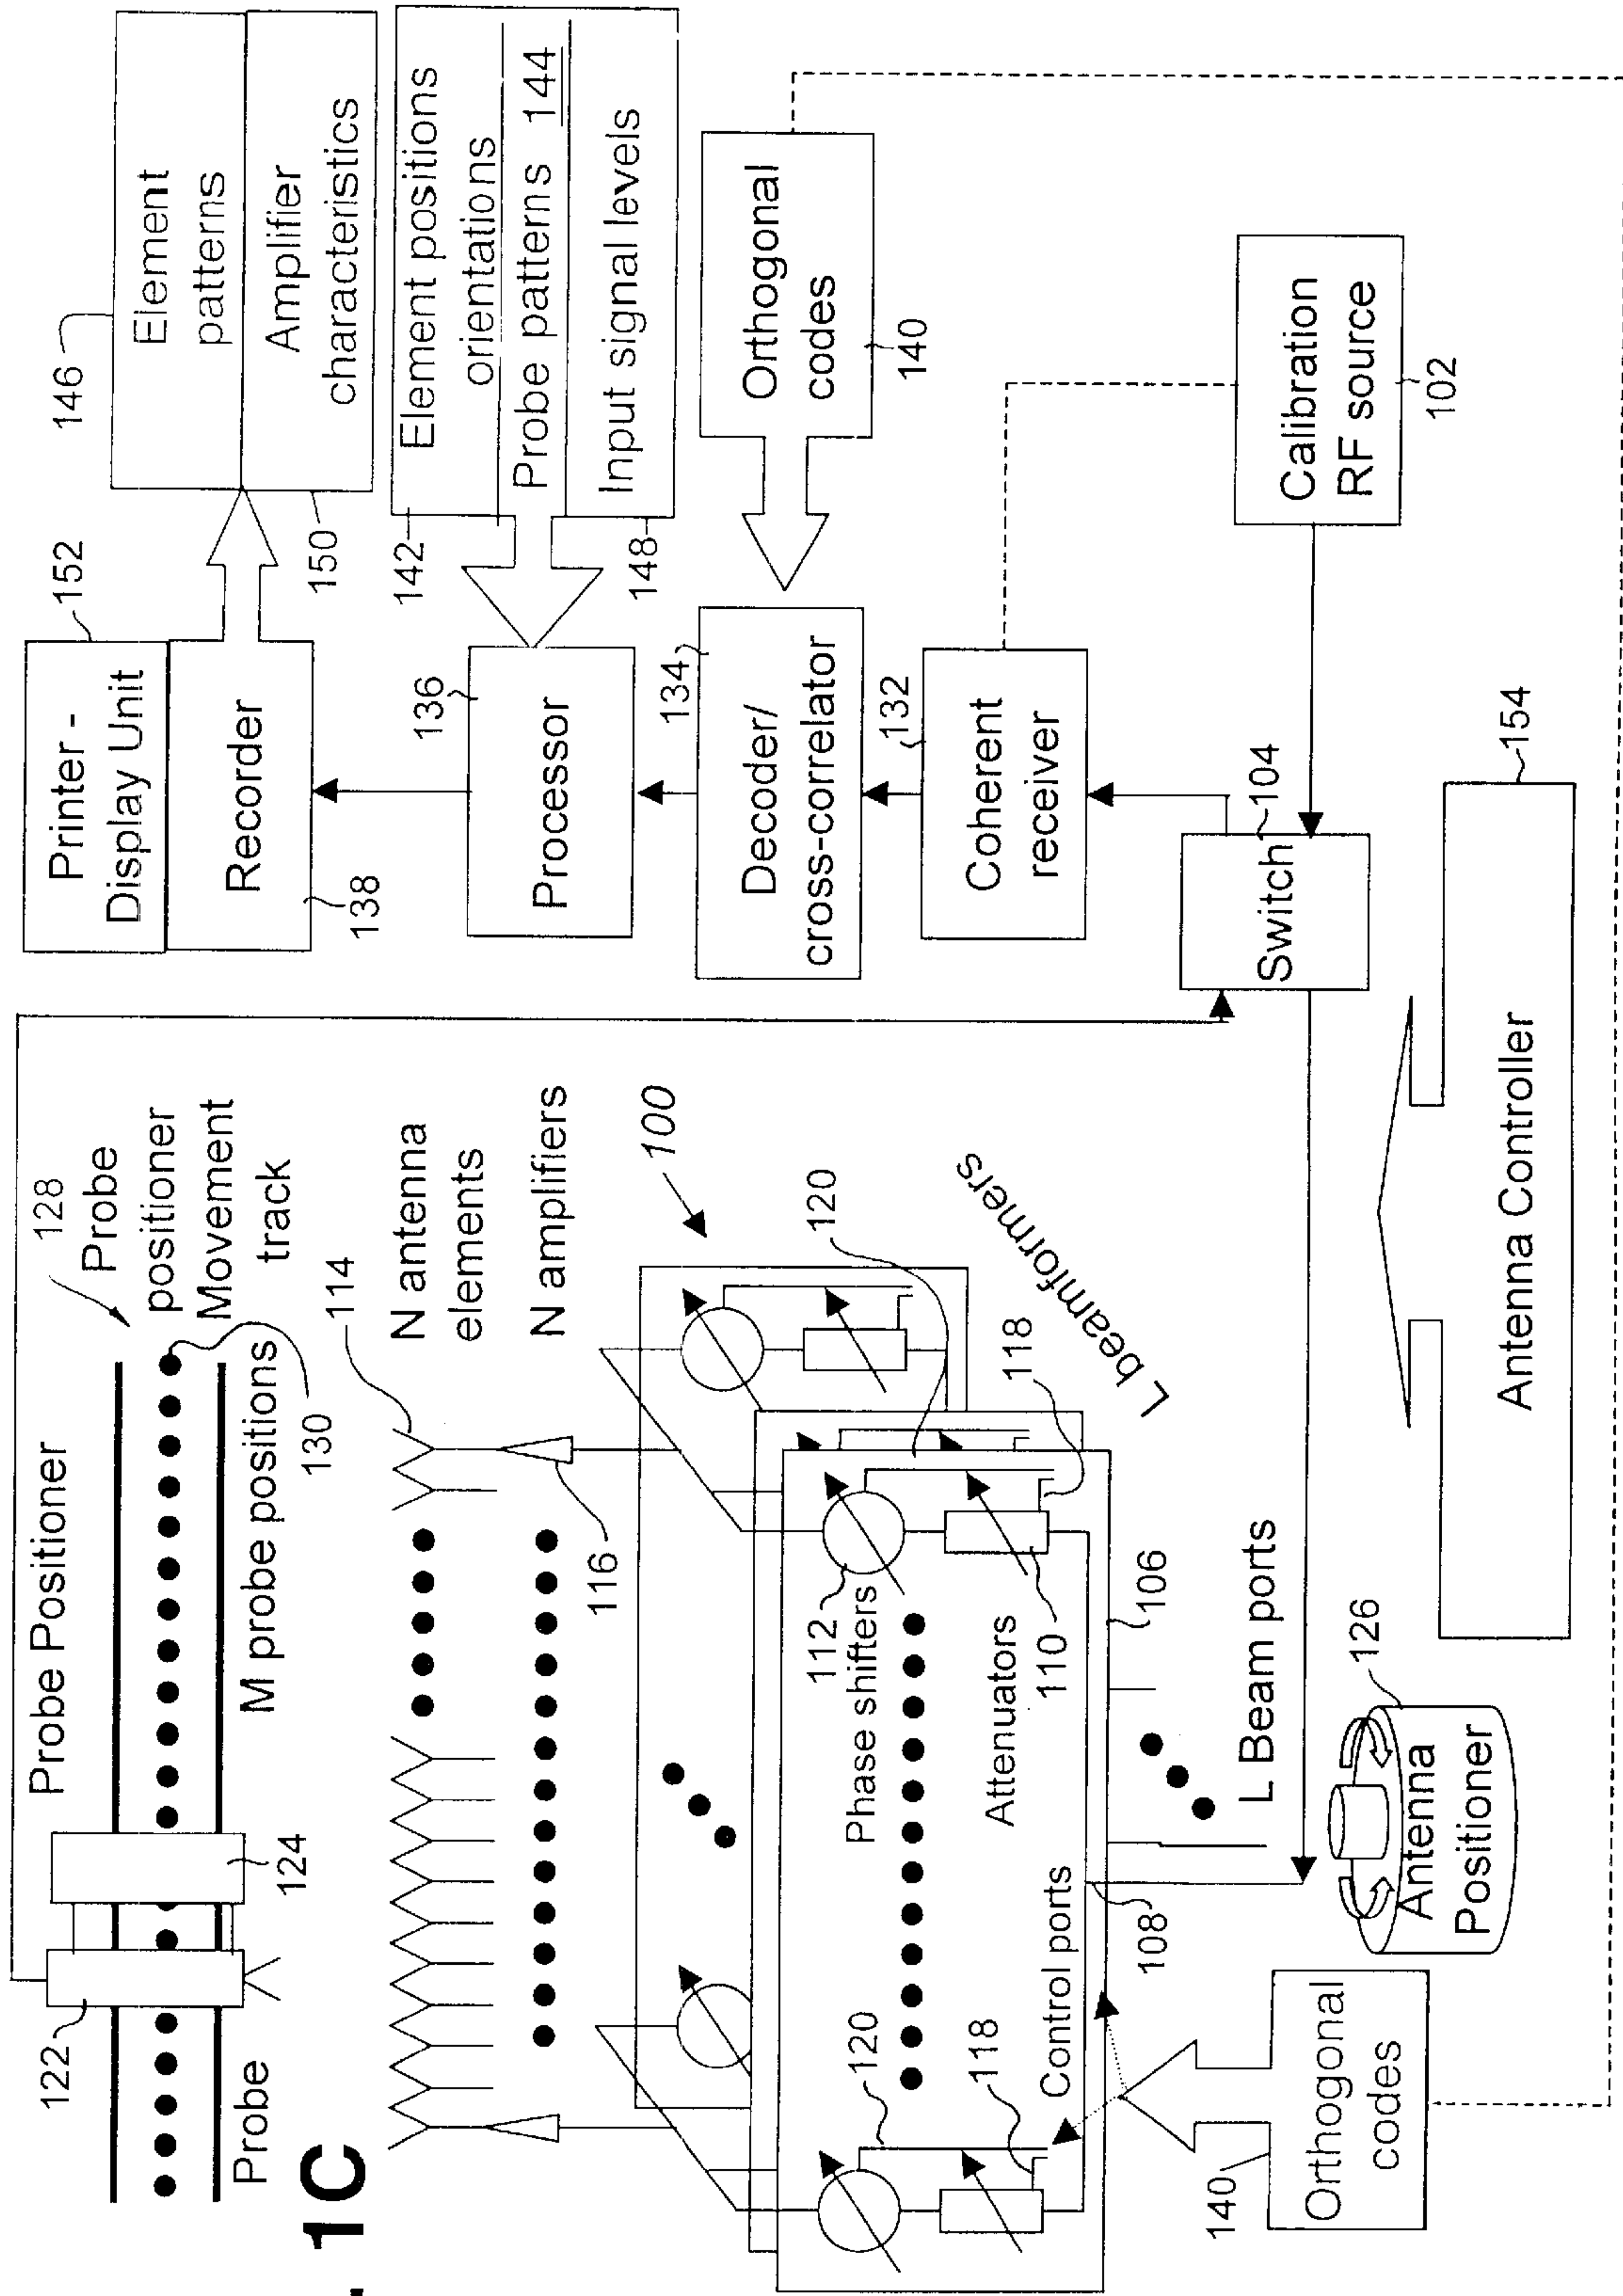 1C
Probe Positioner
122
124
Probe
M probe positions
130
128
Probe
positioner
Movement
track
114
N antenna
elements
N amplifiers
116
100
120
L beamformers
118
112
Phase shifters
Attenuators
110
106
120
118
Control ports
108
L Beam ports
140
Orthogonal
codes
Antenna
Positioner
126
Antenna Controller
154
Printer -
Display Unit
152
Recorder
138
146
Element
patterns
Amplifier
characteristics
150
Processor
136
142
Element positions
orientations
Probe patterns 144
Input signal levels
148
Decoder/
cross-correlator
134
Orthogonal
codes
140
Coherent
receiver
132
Switch
104
Calibration
RF source
102